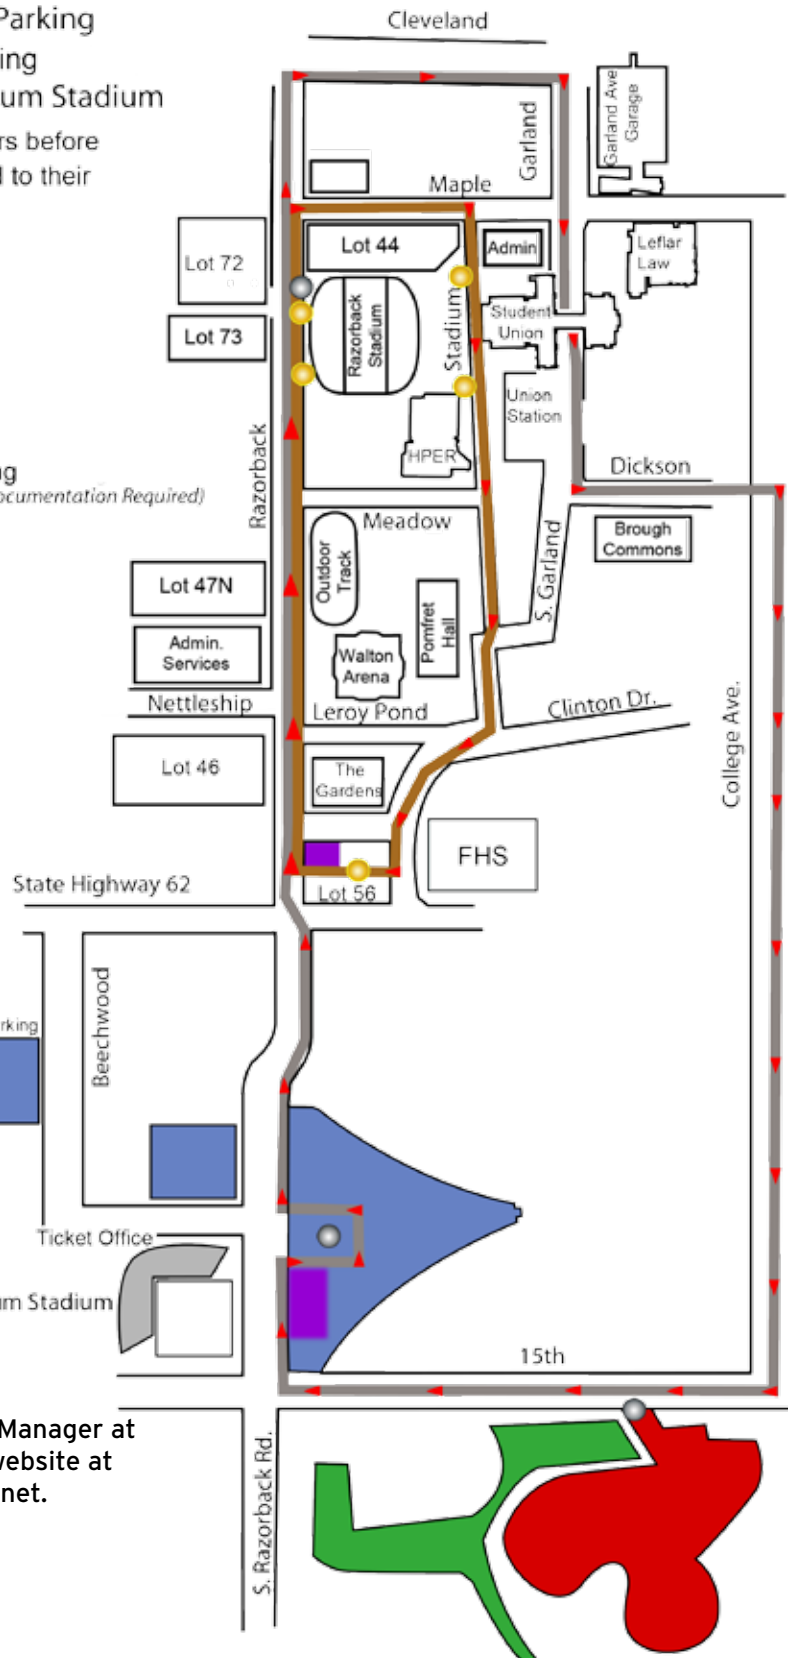 Parking
Cleveland
ing
um Stadium
rs before
d to their
Garland Ave
Garage
Garland
Maple
Lot 44
Admin
Leflar
Law
Lot 72
Razorback
Stadium
Stadium
Student
Union
Lot 73
Union
Station
HPER
Dickson
Razorback
ng
ocumentation Required)
Meadow
Brough
Commons
Outdoor
Track
S. Garland
Lot 47N
Pomfret
Hall
Admin.
Services
Walton
Arena
Nettleship
Leroy Pond
Clinton Dr.
College Ave.
Lot 46
The
Gardens
FHS
State Highway 62
Lot 56
Beechwood
rking
Ticket Office
um Stadium
15th
Manager at
website at
net.
S. Razorback Rd.